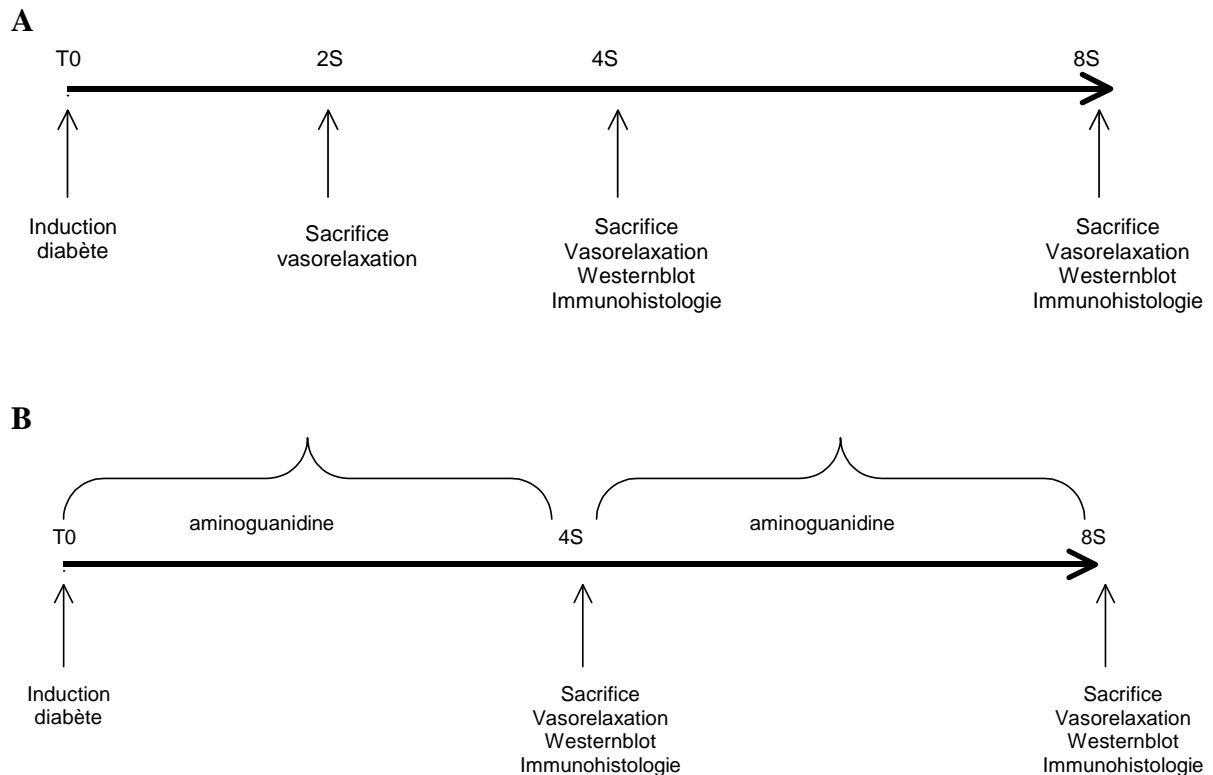 A
T0 2S 4S 8S
Induction
diabète
Sacrifice
vasorelaxation
Sacrifice
Vasorelaxation
Westernblot
Immunohistologie
Sacrifice
Vasorelaxation
Westernblot
Immunohistologie
B
aminoguanidine aminoguanidine
T0 4S 8S
Induction
diabète
Sacrifice
Vasorelaxation
Westernblot
Immunohistologie
Sacrifice
Vasorelaxation
Westernblot
Immunohistologie